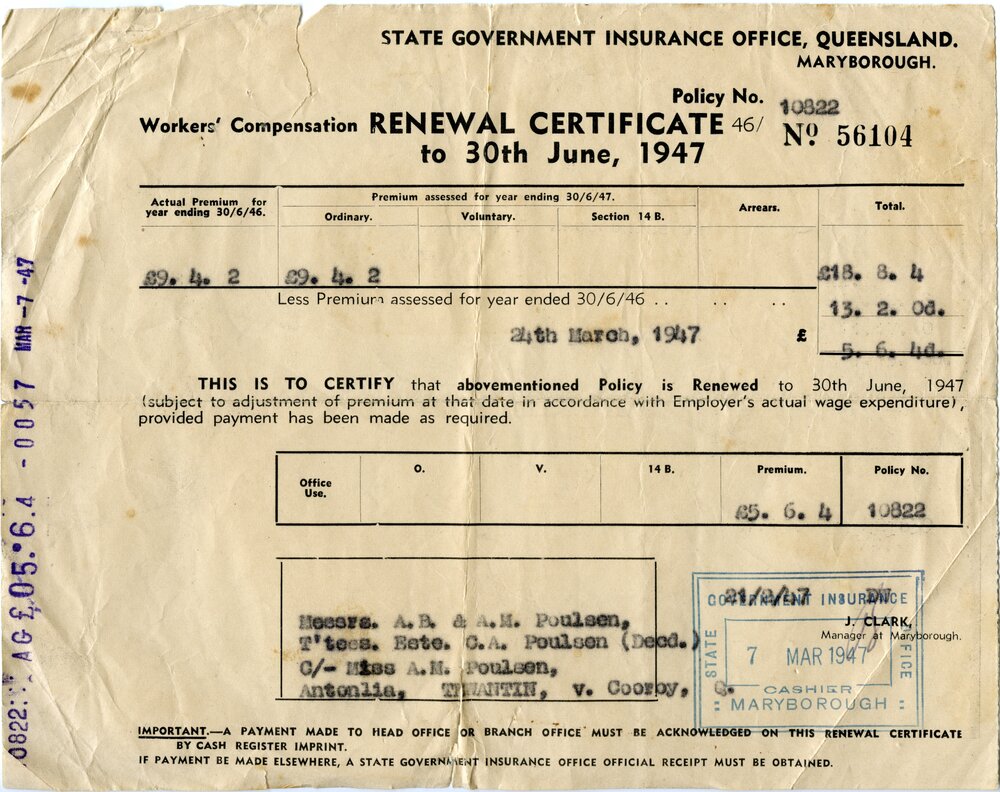 STATE GOVERNMENT INSURANCE OFFICE, QUEENSLAND.
MARYBOROUGH.
Policy No. 10822
Workers' Compensation RENEWAL CERTIFICATE 46/ No. 56104
to 30th June, 1947
Actual Premium for year ending 30/6/46.
Premium assessed for year ending 30/6/47.
Ordinary. Voluntary. Section 14 B.
Arrears.
Total.
£9. 4. 2 £9. 4. 2 £18. 8. 4
Less Premium assessed for year ended 30/6/46 .. .. .. 13. 2. 0d.
24th March, 1947 £ 5. 6. 4d.
THIS IS TO CERTIFY that abovementioned Policy is Renewed to 30th June, 1947
(subject to adjustment of premium at that date in accordance with Employer's actual wage expenditure),
provided payment has been made as required.
Office Use. O. V. 14 B. Premium. Policy No.
£5. 6. 4 10822
Messrs. A.B. & A.M. Poulsen,
T'tees. Este. C.A. Poulsen (Decd.)
C/- Miss A.M. Poulsen,
Antonlia, TEWANTIN, v. Cooroy, Q.
GOVERNMENT INSURANCE
STATE
OFFICE
7 MAR 1947
CASHIER
: MARYBOROUGH :
J. CLARK,
Manager at Maryborough.
IMPORTANT.—A PAYMENT MADE TO HEAD OFFICE OR BRANCH OFFICE MUST BE ACKNOWLEDGED ON THIS RENEWAL CERTIFICATE
BY CASH REGISTER IMPRINT.
IF PAYMENT BE MADE ELSEWHERE, A STATE GOVERNMENT INSURANCE OFFICE OFFICIAL RECEIPT MUST BE OBTAINED.
AG £05.•6.4 -0057 MAR-7-47